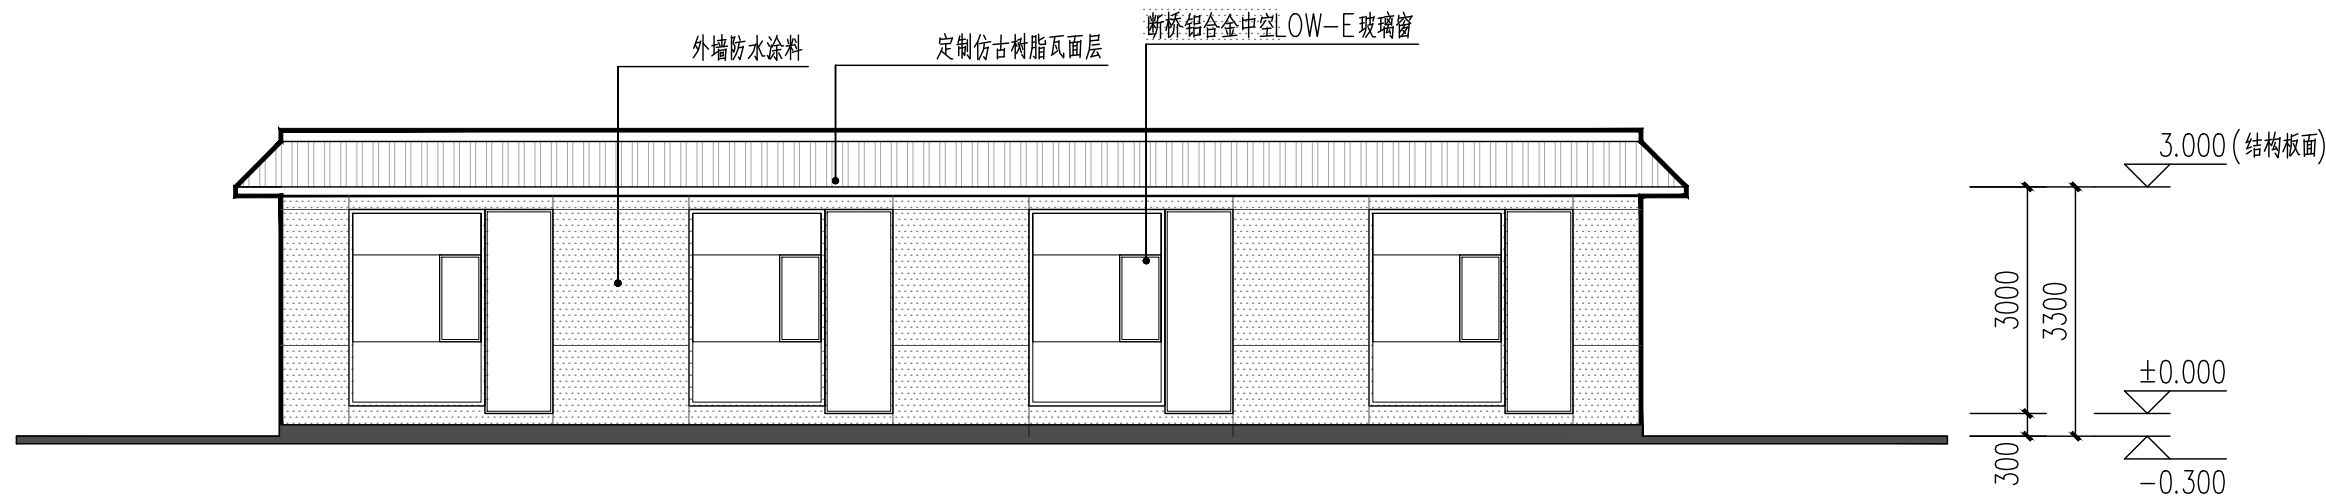 断桥铝合金中空LOW-E玻璃窗
外墙防水涂料
定制仿古树脂瓦面层
3.000(结构板面)
3000
3300
±0.000
300
-0.300